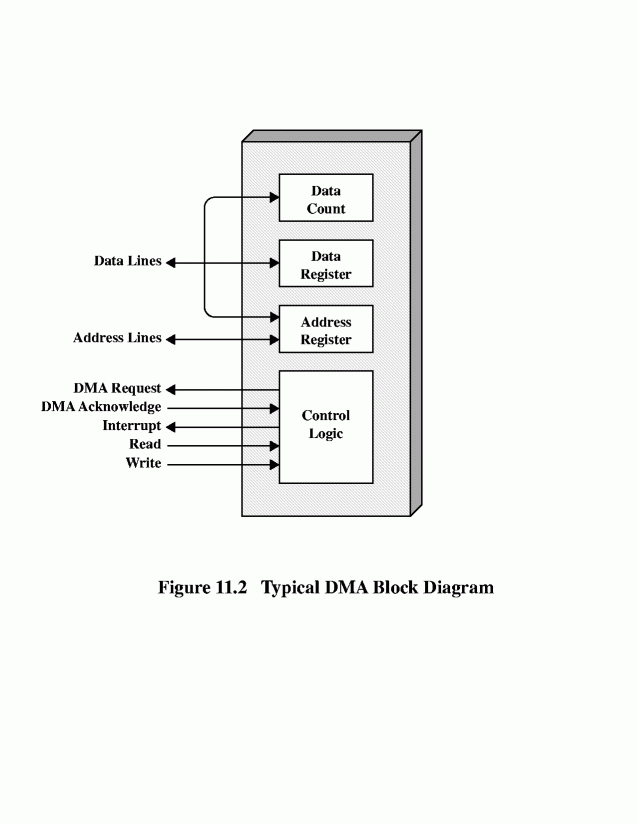 Data
Count
Data Lines
Data
Register
Address Lines
Address
Register
DMA Request
DMA Acknowledge
Interrupt
Read
Write
Control
Logic
Figure 11.2 Typical DMA Block Diagram